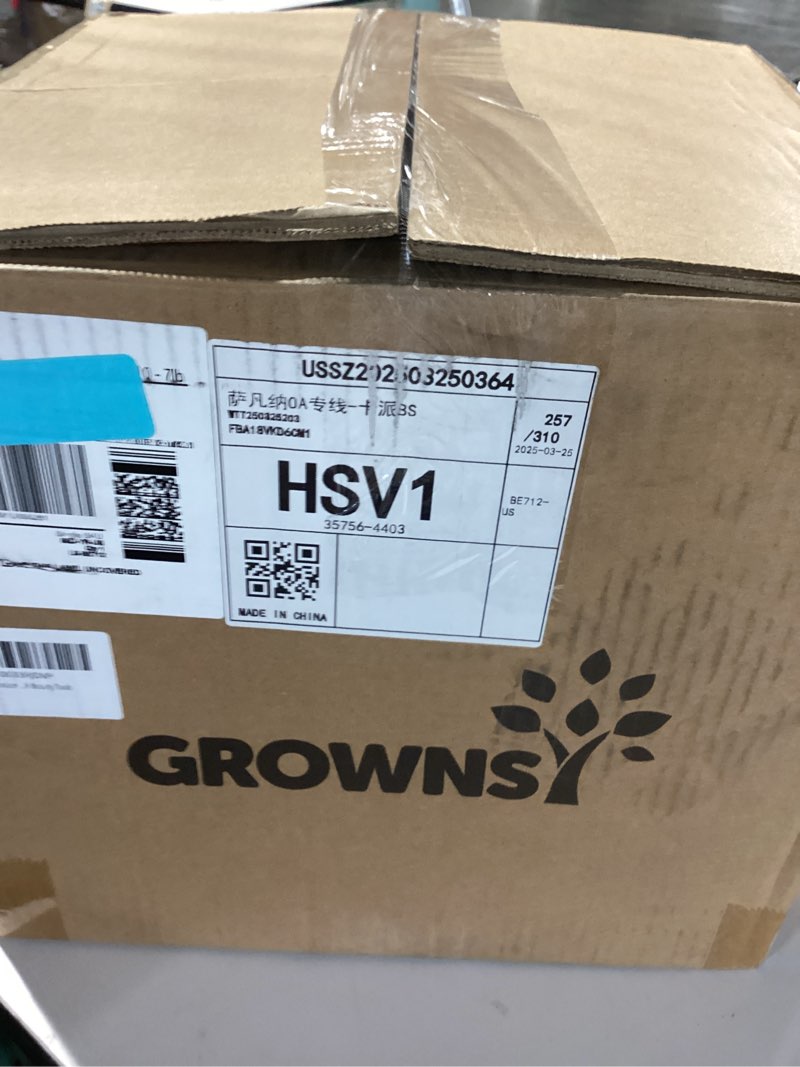 USSZ202503250364
萨凡纳OA专线-卡派BS
WTT250325203
FBA18VKD6CM1
257
/310
2025-03-25
HSV1
35756-4403
BE712-
US
MADE IN CHINA
GROWNSY